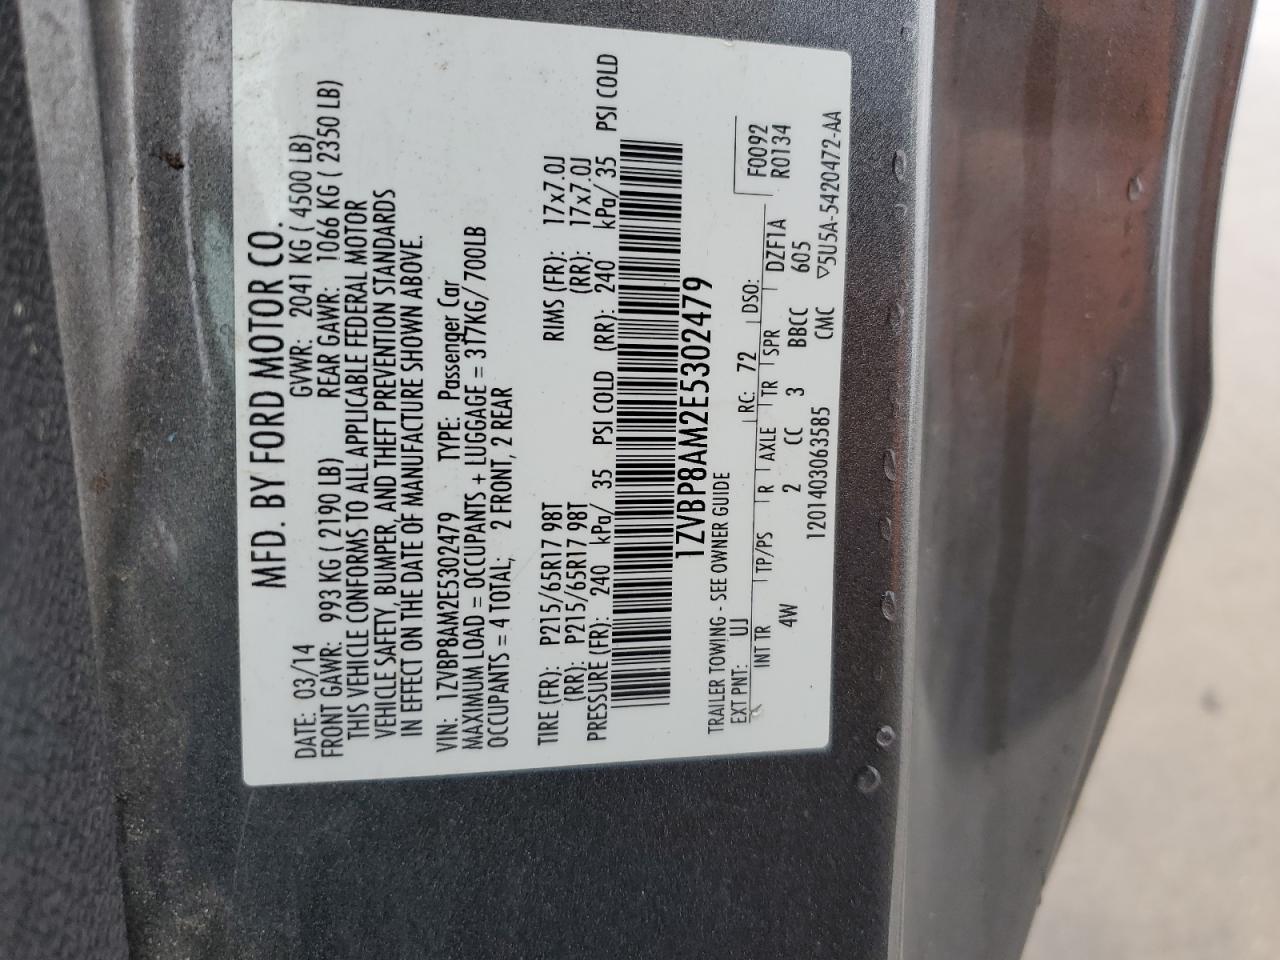 MFD. BY FORD MOTOR CO.
DATE: 03/14 GVWR: 2041 KG ( 4500 LB)
FRONT GAWR: 993 KG ( 2190 LB) REAR GAWR: 1066 KG ( 2350 LB)
THIS VEHICLE CONFORMS TO ALL APPLICABLE FEDERAL MOTOR
VEHICLE SAFETY, BUMPER, AND THEFT PREVENTION STANDARDS
IN EFFECT ON THE DATE OF MANUFACTURE SHOWN ABOVE.
VIN: 1ZVBP8AM2E5302479 TYPE: Passenger Car
MAXIMUM LOAD = OCCUPANTS + LUGGAGE = 317KG/ 700LB
OCCUPANTS = 4 TOTAL; 2 FRONT, 2 REAR
TIRE (FR): P215/65R17 98T RIMS (FR): 17x7.0J
(RR): P215/65R17 98T (RR): 17x7.0J
PRESSURE (FR): 240 kPa/ 35 PSI COLD (RR): 240 kPa/ 35 PSI COLD
1ZVBP8AM2E5302479
TRAILER TOWING - SEE OWNER GUIDE
EXT PNT: UJ RC: 72 DSO: F0092
INT TR TP/PS R AXLE TR SPR DZF1A R0134
4W 2 CC 3 BBCC 605
1201403063585 CMC ▽5U5A-5420472-AA